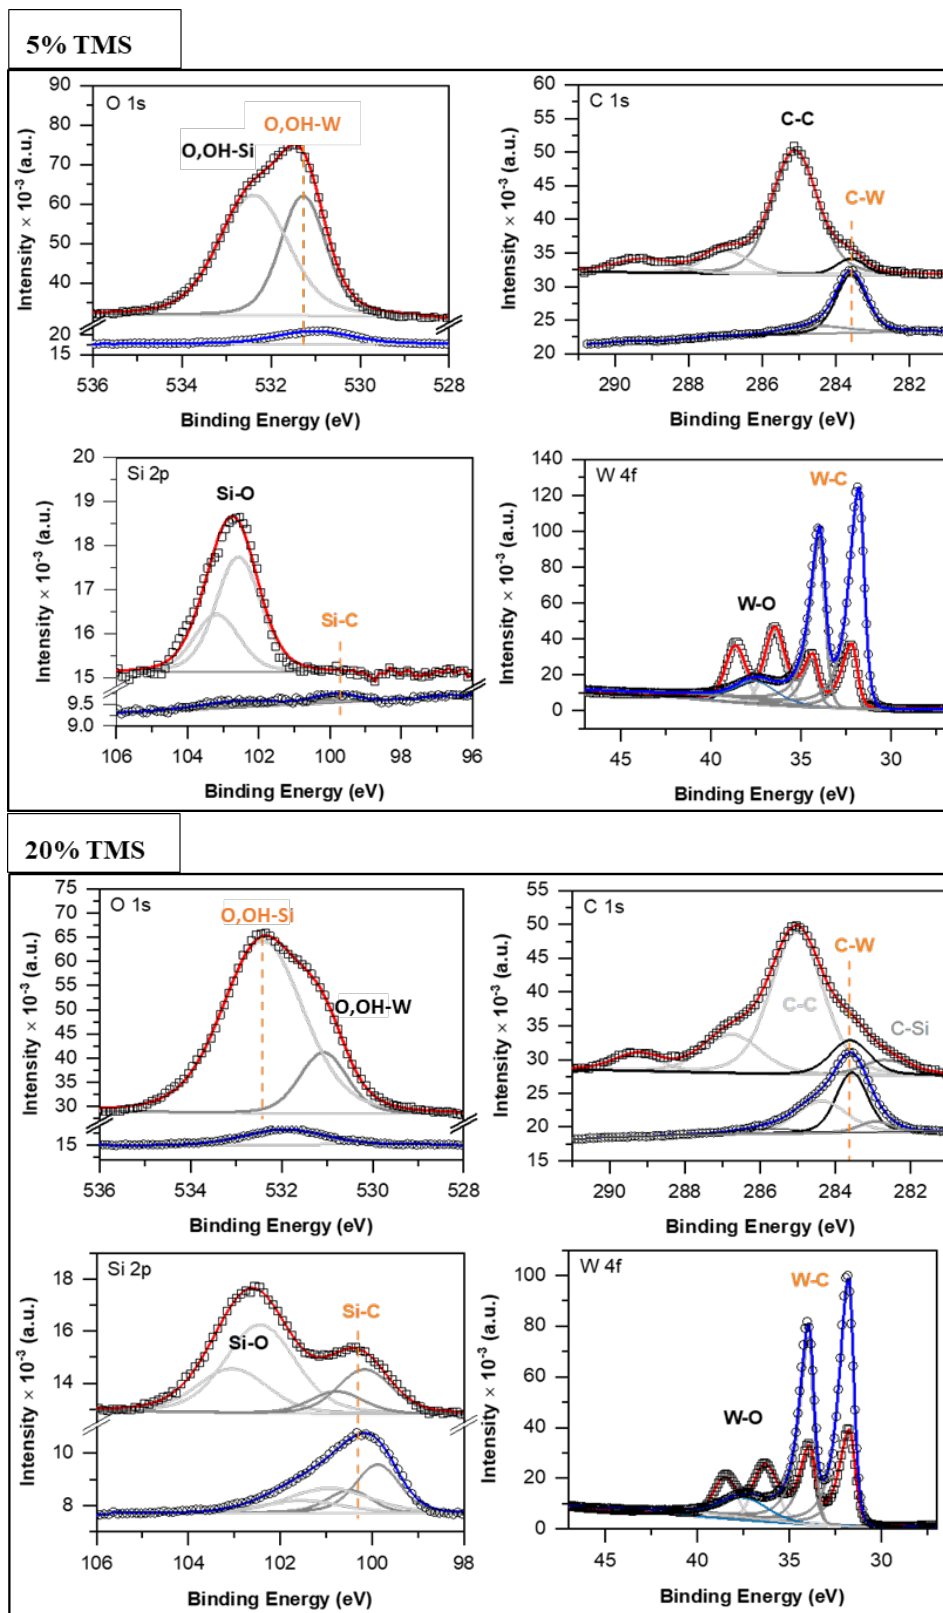 5% TMS
O 1s
O,OH-W
O,OH-Si
Intensity × 10⁻³ (a.u.)
90
75
60
50
40
30
20
15
536
534
532
530
528
Binding Energy (eV)
C 1s
C-C
C-W
Intensity × 10⁻³ (a.u.)
60
50
45
40
35
30
25
20
290
288
286
284
282
Binding Energy (eV)
Si 2p
Si-O
Si-C
Intensity × 10⁻³ (a.u.)
20
19
18
17
16
15
9.5
9.0
106
104
102
100
98
96
Binding Energy (eV)
W 4f
W-C
W-O
Intensity × 10⁻³ (a.u.)
140
120
100
80
60
40
20
0
45
40
35
30
Binding Energy (eV)
20% TMS
O 1s
O,OH-Si
O,OH-W
Intensity × 10⁻³ (a.u.)
75
70
65
60
55
50
45
40
35
30
15
536
534
532
530
528
Binding Energy (eV)
C 1s
C-W
C-C
C-Si
Intensity × 10⁻³ (a.u.)
55
50
45
40
35
30
25
20
15
290
288
286
284
282
Binding Energy (eV)
Si 2p
Si-C
Si-O
Intensity × 10⁻³ (a.u.)
18
16
14
10
8
106
104
102
100
98
Binding Energy (eV)
W 4f
W-C
W-O
Intensity × 10⁻³ (a.u.)
100
80
60
40
20
0
45
40
35
30
Binding Energy (eV)